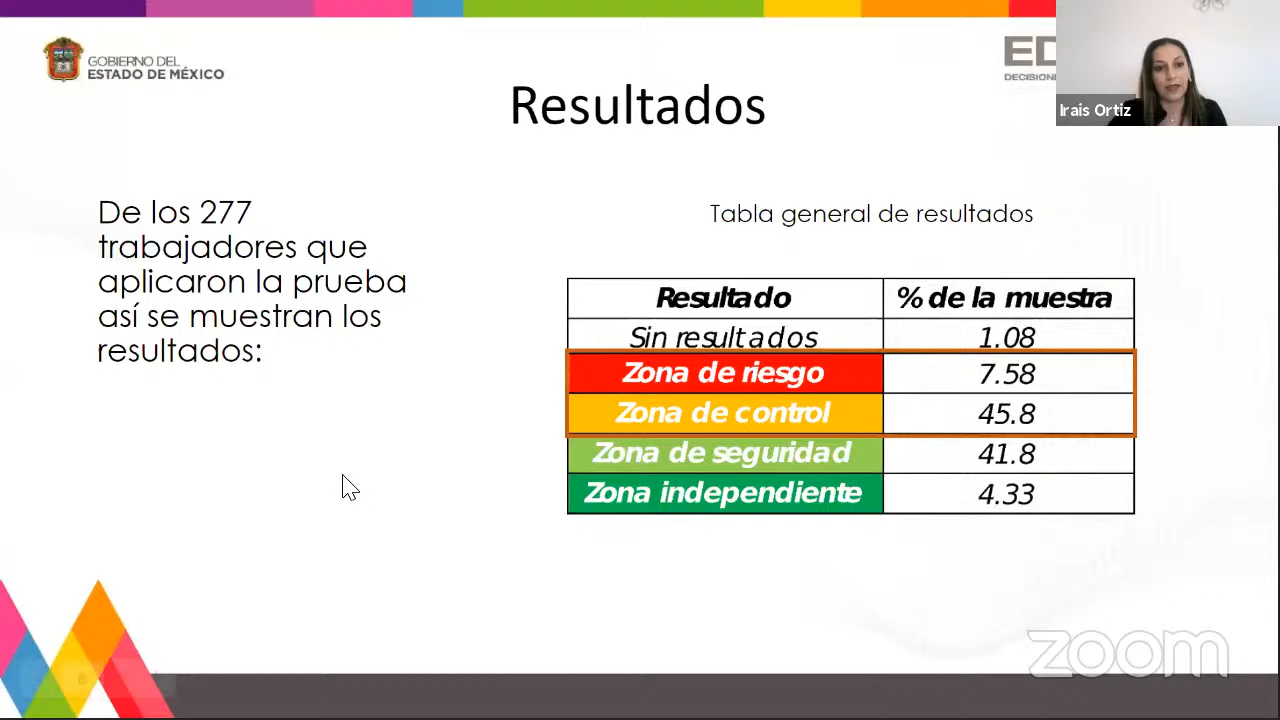 GOBIERNO DEL
ESTADO DE MÉXICO
DECISIONE
Irais Ortiz
Resultados
De los 277
trabajadores que
aplicaron la prueba
así se muestran los
resultados:
Tabla general de resultados
Resultado % de la muestra
Sin resultados 1.08
Zona de riesgo 7.58
Zona de control 45.8
Zona de seguridad 41.8
Zona independiente 4.33
zoom